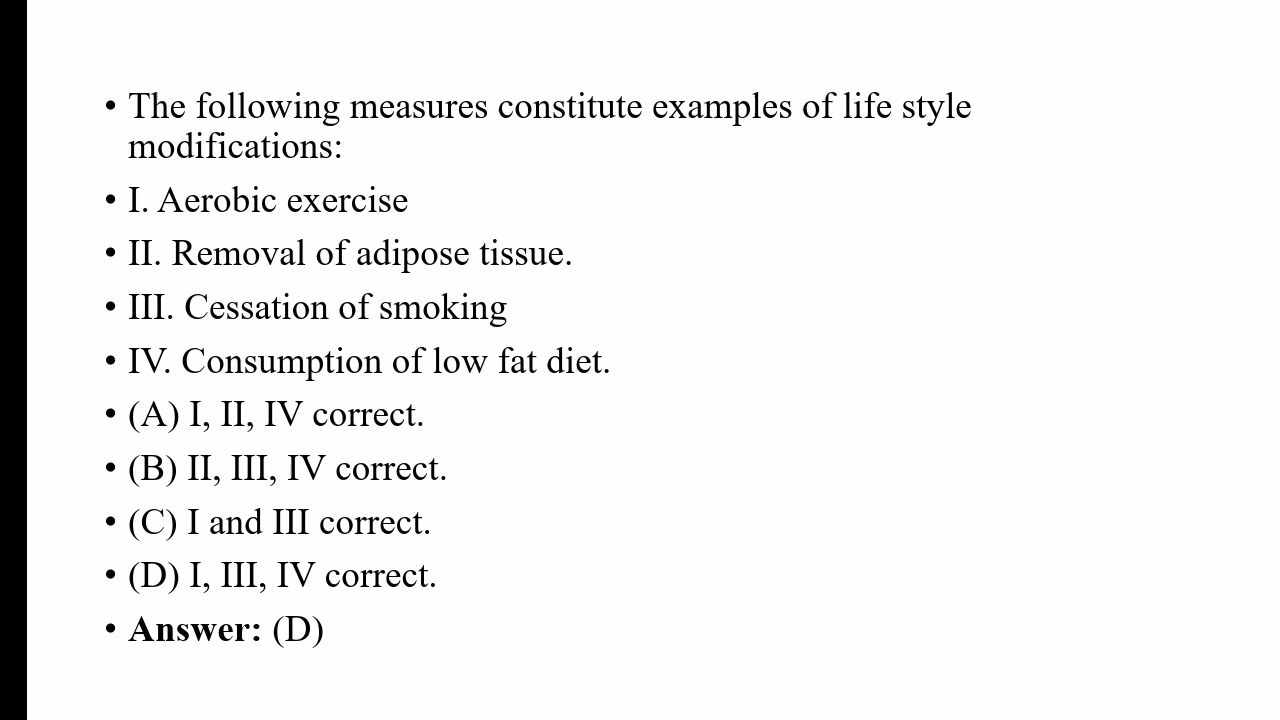 • The following measures constitute examples of life style
modifications:
• I. Aerobic exercise
• II. Removal of adipose tissue.
• III. Cessation of smoking
• IV. Consumption of low fat diet.
• (A) I, II, IV correct.
• (B) II, III, IV correct.
• (C) I and III correct.
• (D) I, III, IV correct.
• Answer: (D)